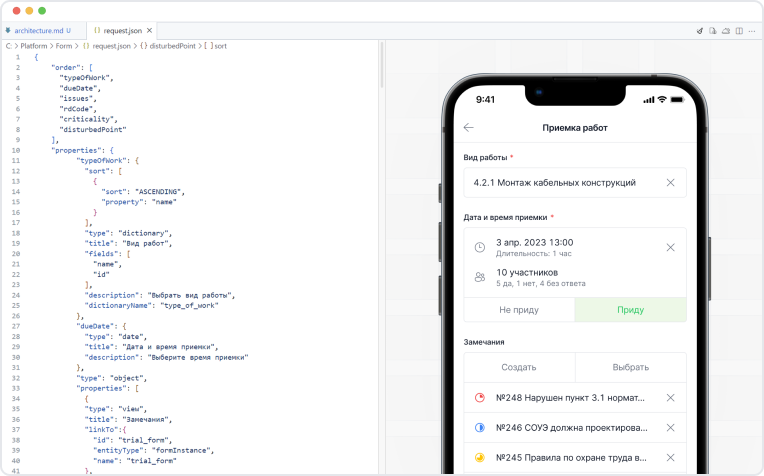 architecture.md U
{} request.json
C: > Platform > Form > {} request.json > {} disturbedPoint > [ ] sort
1 {
2 "order": [
3 "typeOfWork",
4 "dueDate",
5 "issues",
6 "rdCode",
7 "criticality",
8 "disturbedPoint"
9 ],
10 "properties": {
11 "typeOfWork": {
12 "sort": [
13 {
14 "sort": "ASCENDING",
15 "property": "name"
16 }
17 ],
18 "type": "dictionary",
19 "title": "Вид работ",
20 "fields": [
21 "name",
22 "id"
23 ],
24 "description": "Выбрать вид работы",
25 "dictionaryName": "type_of_work"
26 },
27 "dueDate": {
28 "type": "date",
29 "title": "Дата и время приемки",
30 "description": "Выберите время приемки"
31 },
32 "type": "object",
33 "properties": [
34 {
35 "type": "view",
36 "title": "Замечания",
37 "linkTo":{
38 "id": "trial_form",
39 "entityType": "formInstance",
40 "name": "trial_form"
41 },
9:41
Приемка работ
Вид работы *
4.2.1 Монтаж кабельных конструкций
Дата и время приемки *
3 апр. 2023 13:00
Длительность: 1 час
10 участников
5 да, 1 нет, 4 без ответа
Не приду
Приду
Замечания
Создать
Выбрать
№248 Нарушен пункт 3.1 нормат...
№246 СОУЭ должна проектирова...
№245 Правила по охране труда в...